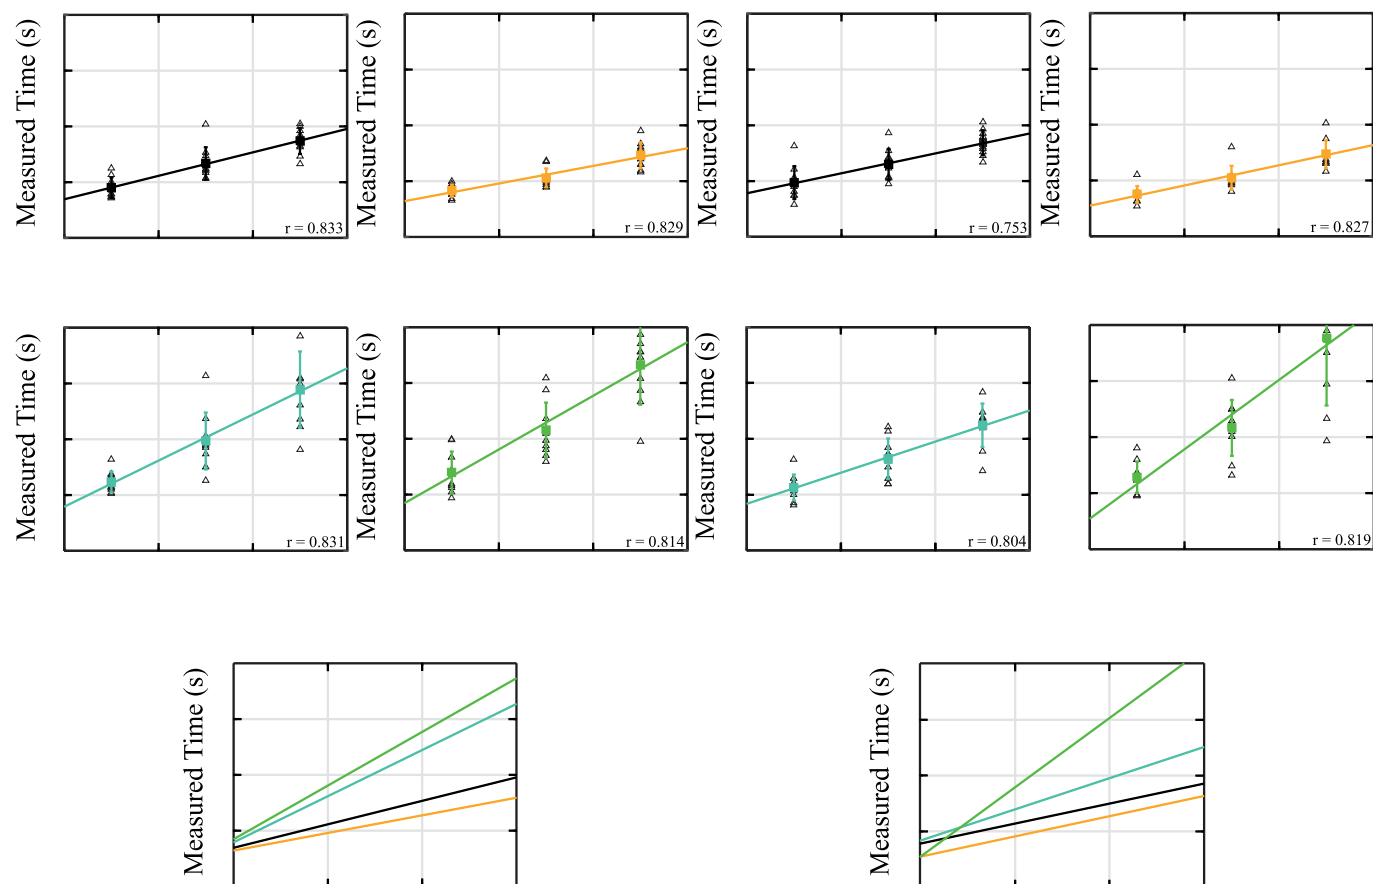 Measured Time (s)
Measured Time (s)
Measured Time (s)
Measured Time (s)
r = 0.833
r = 0.829
r = 0.753
r = 0.827
Measured Time (s)
Measured Time (s)
Measured Time (s)
r = 0.831
r = 0.814
r = 0.804
r = 0.819
Measured Time (s)
Measured Time (s)